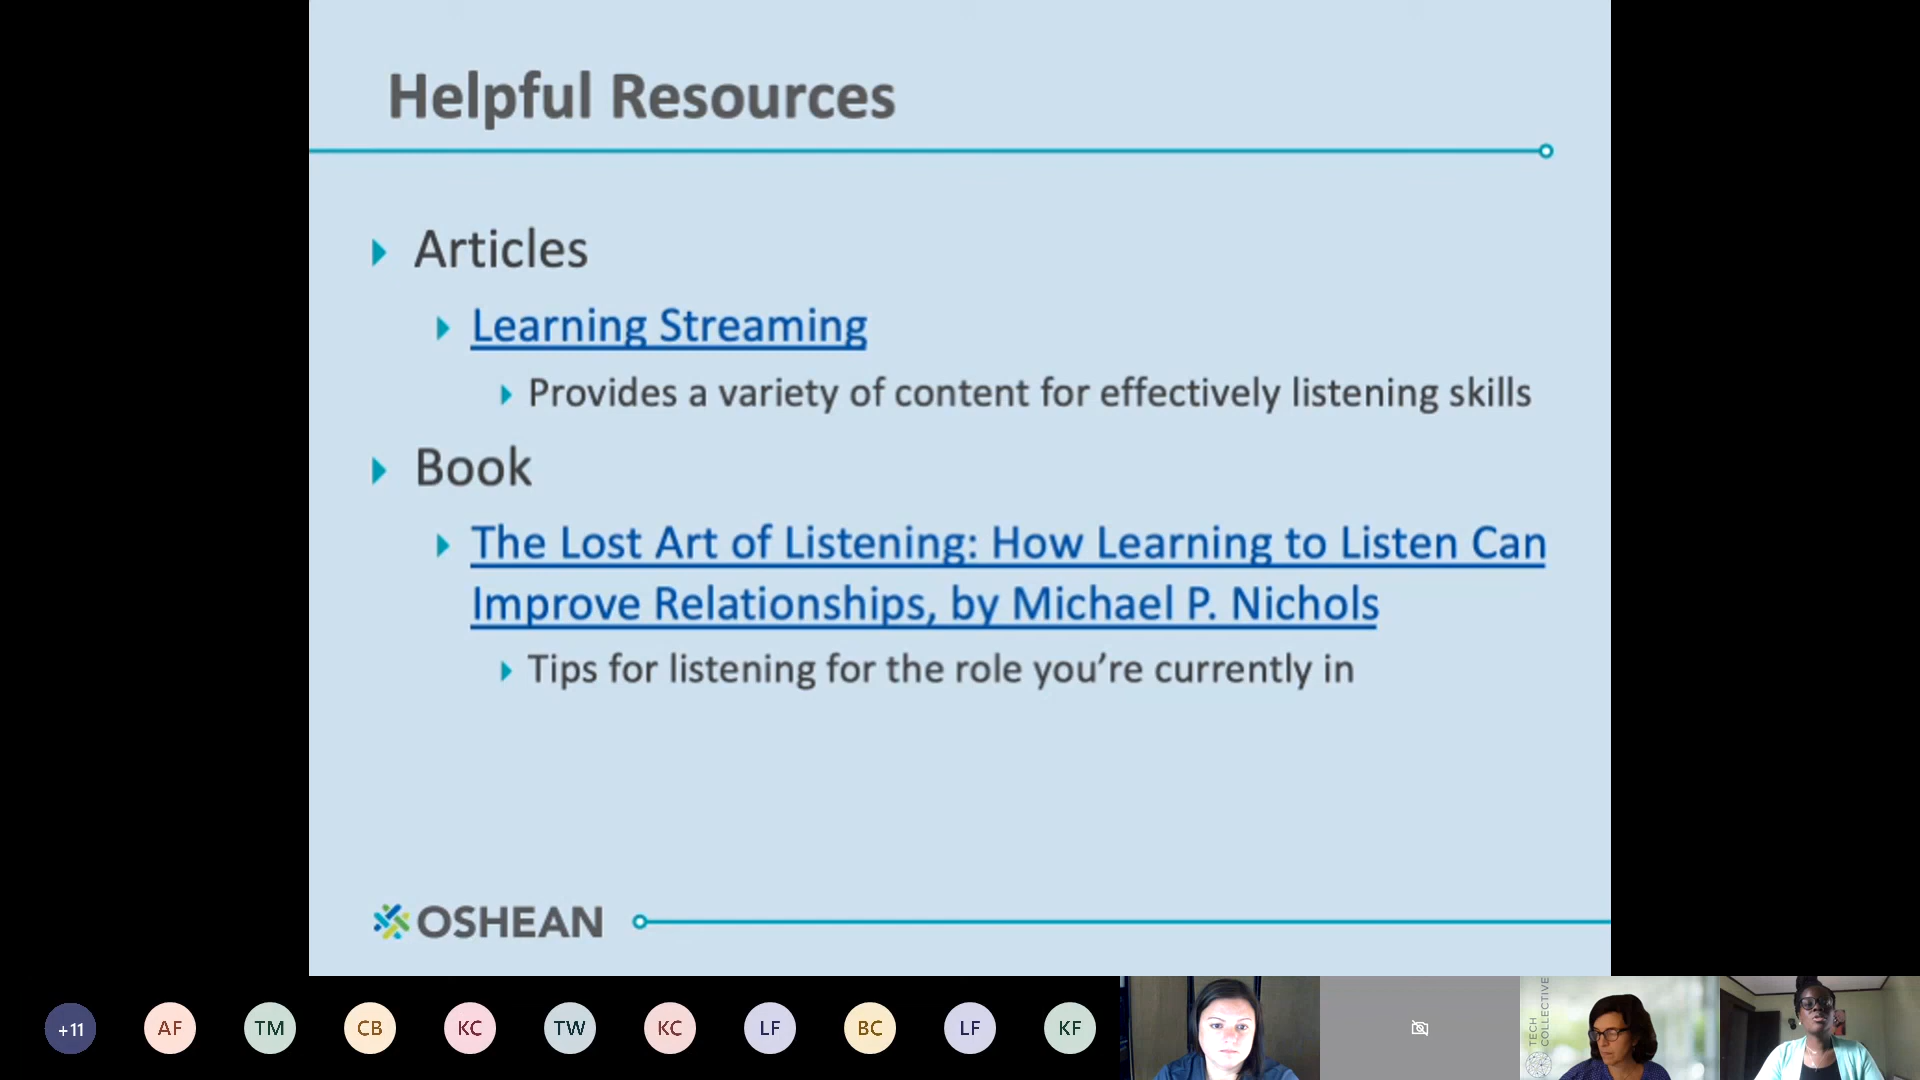 Helpful Resources
Articles
Learning Streaming
Provides a variety of content for effectively listening skills
Book
The Lost Art of Listening: How Learning to Listen Can
Improve Relationships, by Michael P. Nichols
Tips for listening for the role you’re currently in
OSHEAN
+11
AF
TM
CB
KC
TW
KC
LF
BC
LF
KF
TECH
COLLECTIVE